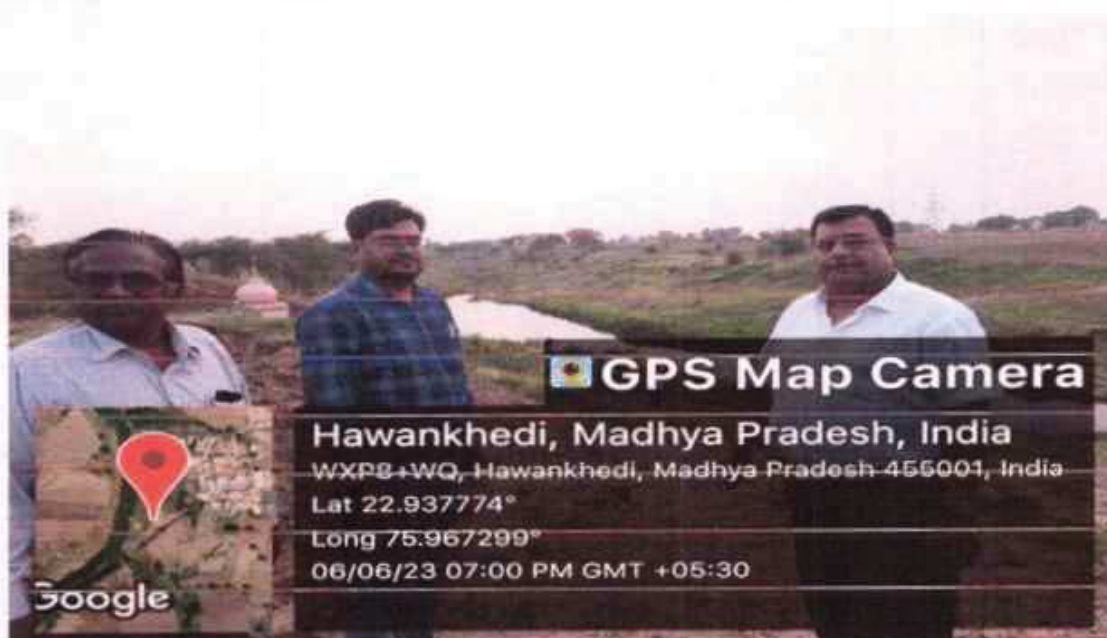 GPS Map Camera
Hawankhedi, Madhya Pradesh, India
WXP8+WQ, Hawankhedi, Madhya Pradesh 455001, India
Lat 22.937774°
Long 75.967299°
06/06/23 07:00 PM GMT +05:30
Google